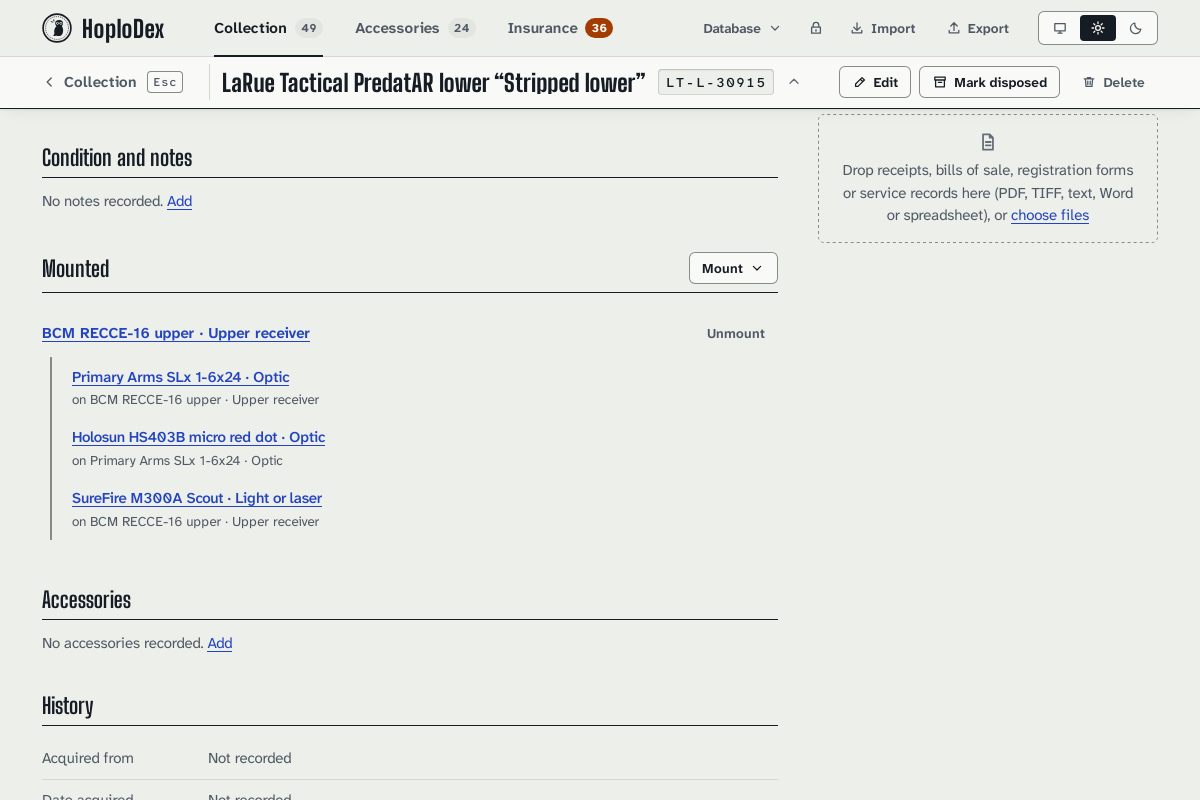 HoploDex
Collection 49
Accessories 24
Insurance 36
Database
Import
Export
Collection Esc
LaRue Tactical PredatAR lower “Stripped lower”
LT-L-30915
Edit
Mark disposed
Delete
Condition and notes
No notes recorded. Add
Drop receipts, bills of sale, registration forms
or service records here (PDF, TIFF, text, Word
or spreadsheet), or choose files
Mounted
Mount
BCM RECCE-16 upper · Upper receiver
Unmount
Primary Arms SLx 1-6x24 · Optic
on BCM RECCE-16 upper · Upper receiver
Holosun HS403B micro red dot · Optic
on Primary Arms SLx 1-6x24 · Optic
SureFire M300A Scout · Light or laser
on BCM RECCE-16 upper · Upper receiver
Accessories
No accessories recorded. Add
History
Acquired from Not recorded
Date acquired Not recorded